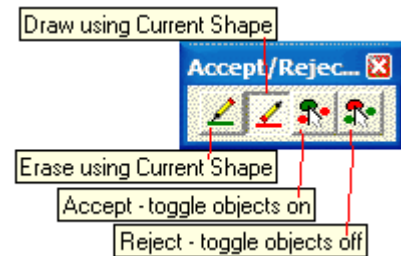 Draw using Current Shape
Accept/Rejec...
Erase using Current Shape
Accept - toggle objects on
Reject - toggle objects off